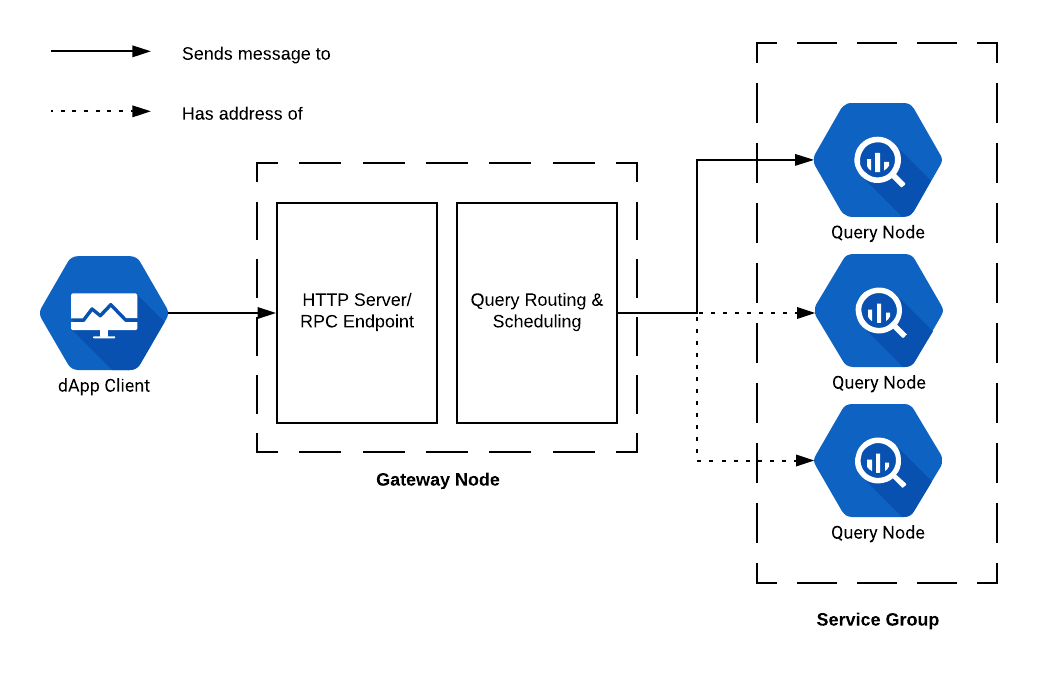 Sends message to
Has address of
HTTP Server/
RPC Endpoint
Query Routing &
Scheduling
dApp Client
Gateway Node
Query Node
Query Node
Query Node
Service Group